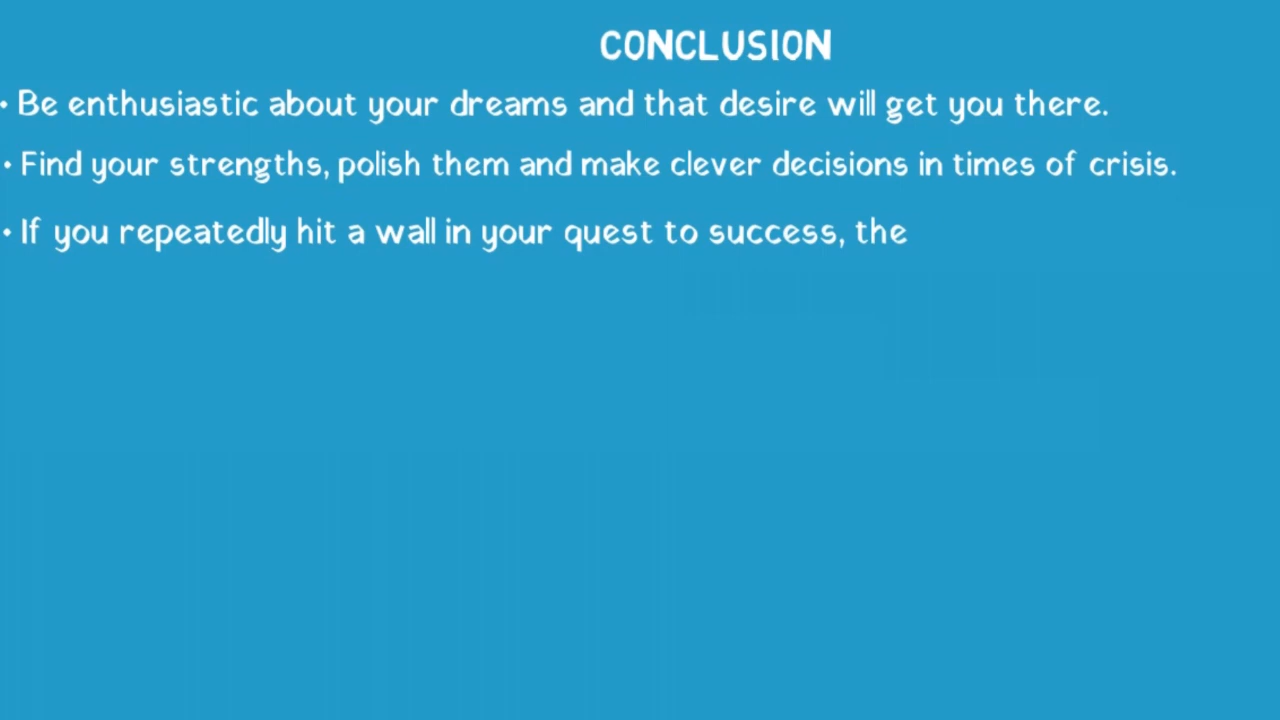 CONCLUSION
• Be enthusiastic about your dreams and that desire will get you there.
• Find your strengths, polish them and make clever decisions in times of crisis.
• If you repeatedly hit a wall in your quest to success, the